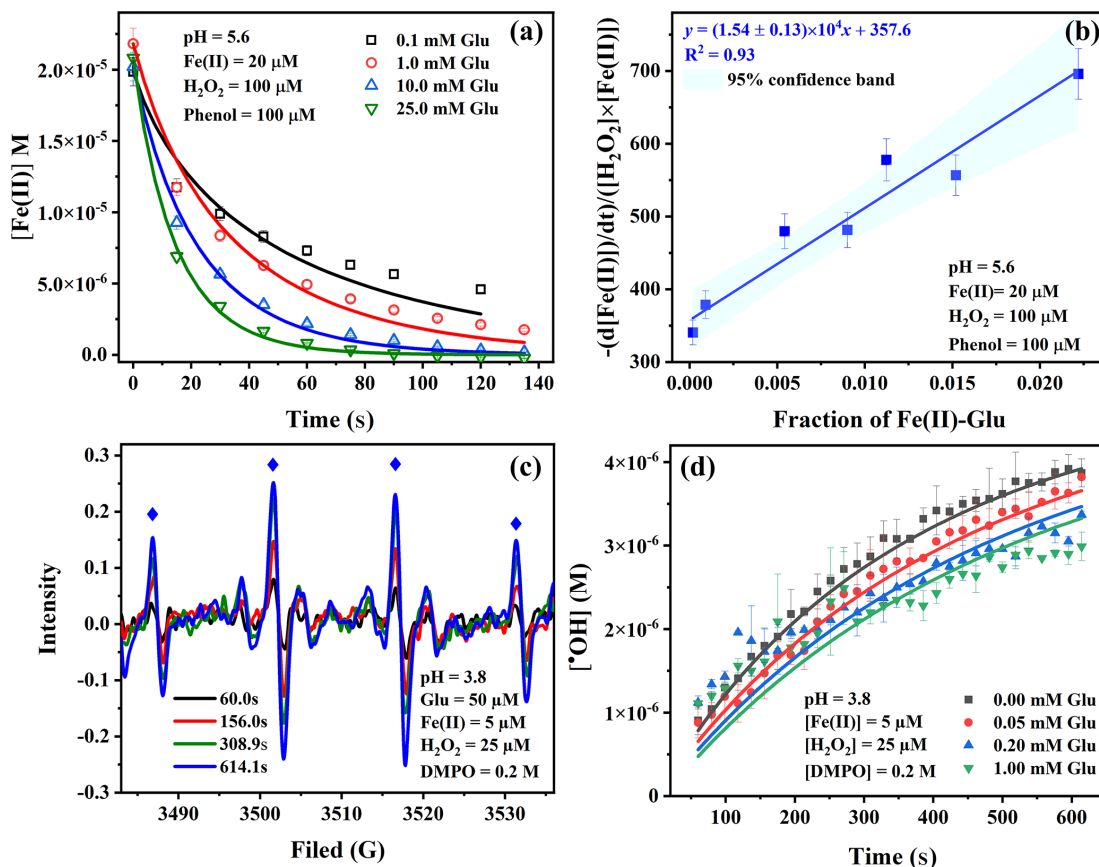 (a)
pH = 5.6
Fe(II) = 20 μM
H₂O₂ = 100 μM
Phenol = 100 μM
0.1 mM Glu
1.0 mM Glu
10.0 mM Glu
25.0 mM Glu
[Fe(II)] M
2.0×10⁻⁵
1.5×10⁻⁵
1.0×10⁻⁵
5.0×10⁻⁶
0.0
0 20 40 60 80 100 120 140
Time (s)
(b)
y = (1.54 ± 0.13)×10⁴x + 357.6
R² = 0.93
95% confidence band
-(d[Fe(II)])/dt)/([H₂O₂]×[Fe(II)])
700
600
500
400
300
pH = 5.6
Fe(II)= 20 μM
H₂O₂ = 100 μM
Phenol = 100 μM
0.000 0.005 0.010 0.015 0.020
Fraction of Fe(II)-Glu
(c)
Intensity
0.3
0.2
0.1
0.0
-0.1
-0.3
60.0s
156.0s
308.9s
614.1s
pH = 3.8
Glu = 50 μM
Fe(II) = 5 μM
H₂O₂ = 25 μM
DMPO = 0.2 M
3490 3500 3510 3520 3530
Filed (G)
(d)
[•OH] (M)
4×10⁻⁶
3×10⁻⁶
2×10⁻⁶
1×10⁻⁶
0
pH = 3.8
[Fe(II)] = 5 μM
[H₂O₂] = 25 μM
[DMPO] = 0.2 M
0.00 mM Glu
0.05 mM Glu
0.20 mM Glu
1.00 mM Glu
100 200 300 400 500 600
Time (s)